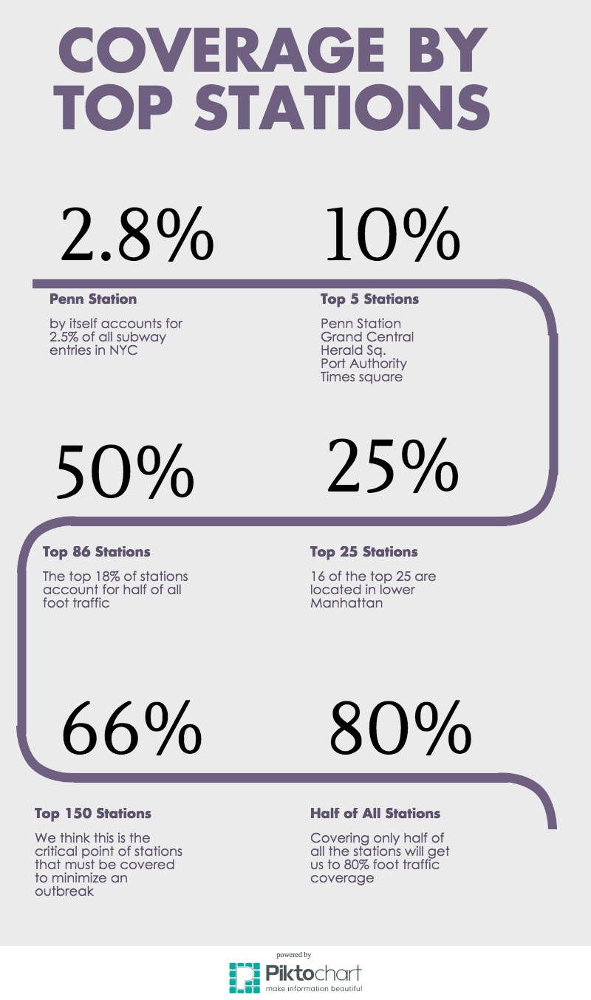 COVERAGE BY
TOP STATIONS
2.8%
Penn Station
by itself accounts for
2.5% of all subway
entries in NYC
10%
Top 5 Stations
Penn Station
Grand Central
Herald Sq.
Port Authority
Times square
25%
Top 25 Stations
16 of the top 25 are
located in lower
Manhattan
50%
Top 86 Stations
The top 18% of stations
account for half of all
foot traffic
66%
Top 150 Stations
We think this is the
critical point of stations
that must be covered
to minimize an
outbreak
80%
Half of All Stations
Covering only half of
all the stations will get
us to 80% foot traffic
coverage
powered by
Piktochart
make information beautiful